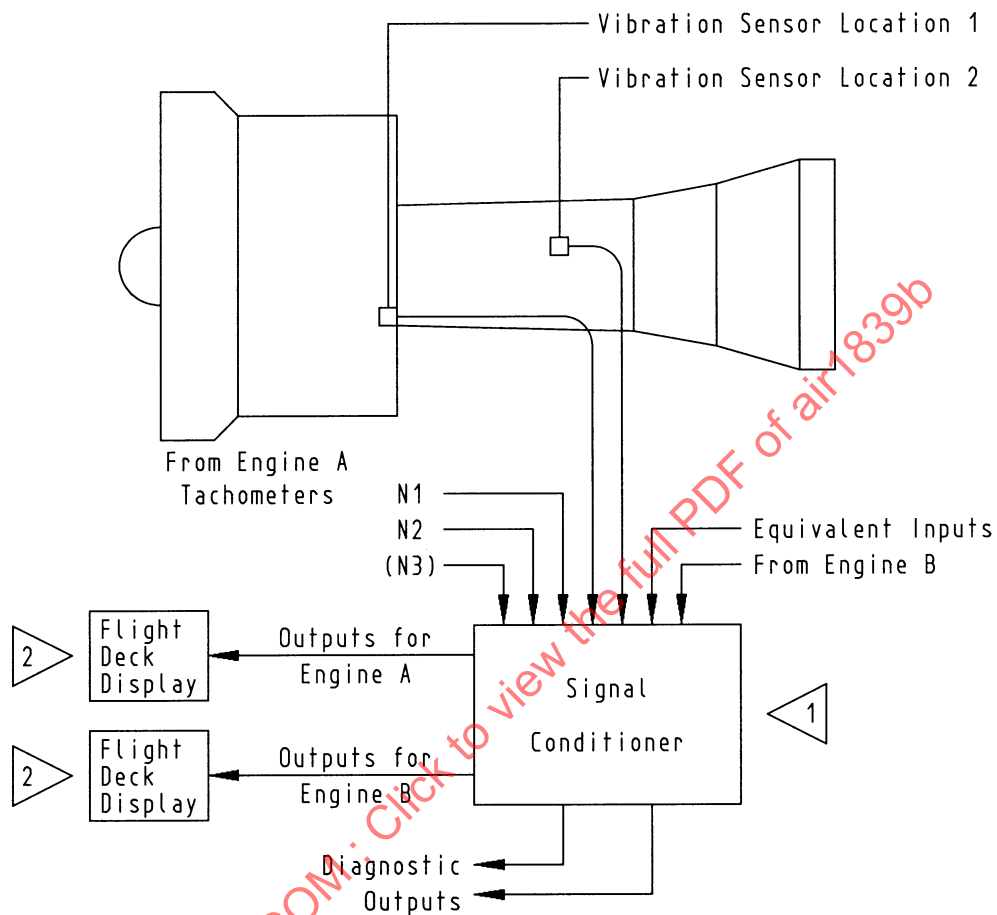 Vibration Sensor Location 1
Vibration Sensor Location 2
From Engine A
Tachometers
N1
N2
(N3)
Equivalent Inputs
From Engine B
Flight
Deck
Display
2
Outputs for
Engine A
Signal
Conditioner
1
Flight
Deck
Display
2
Outputs for
Engine B
Diagnostic
Outputs
COM : Click to view the full PDF of air1839b